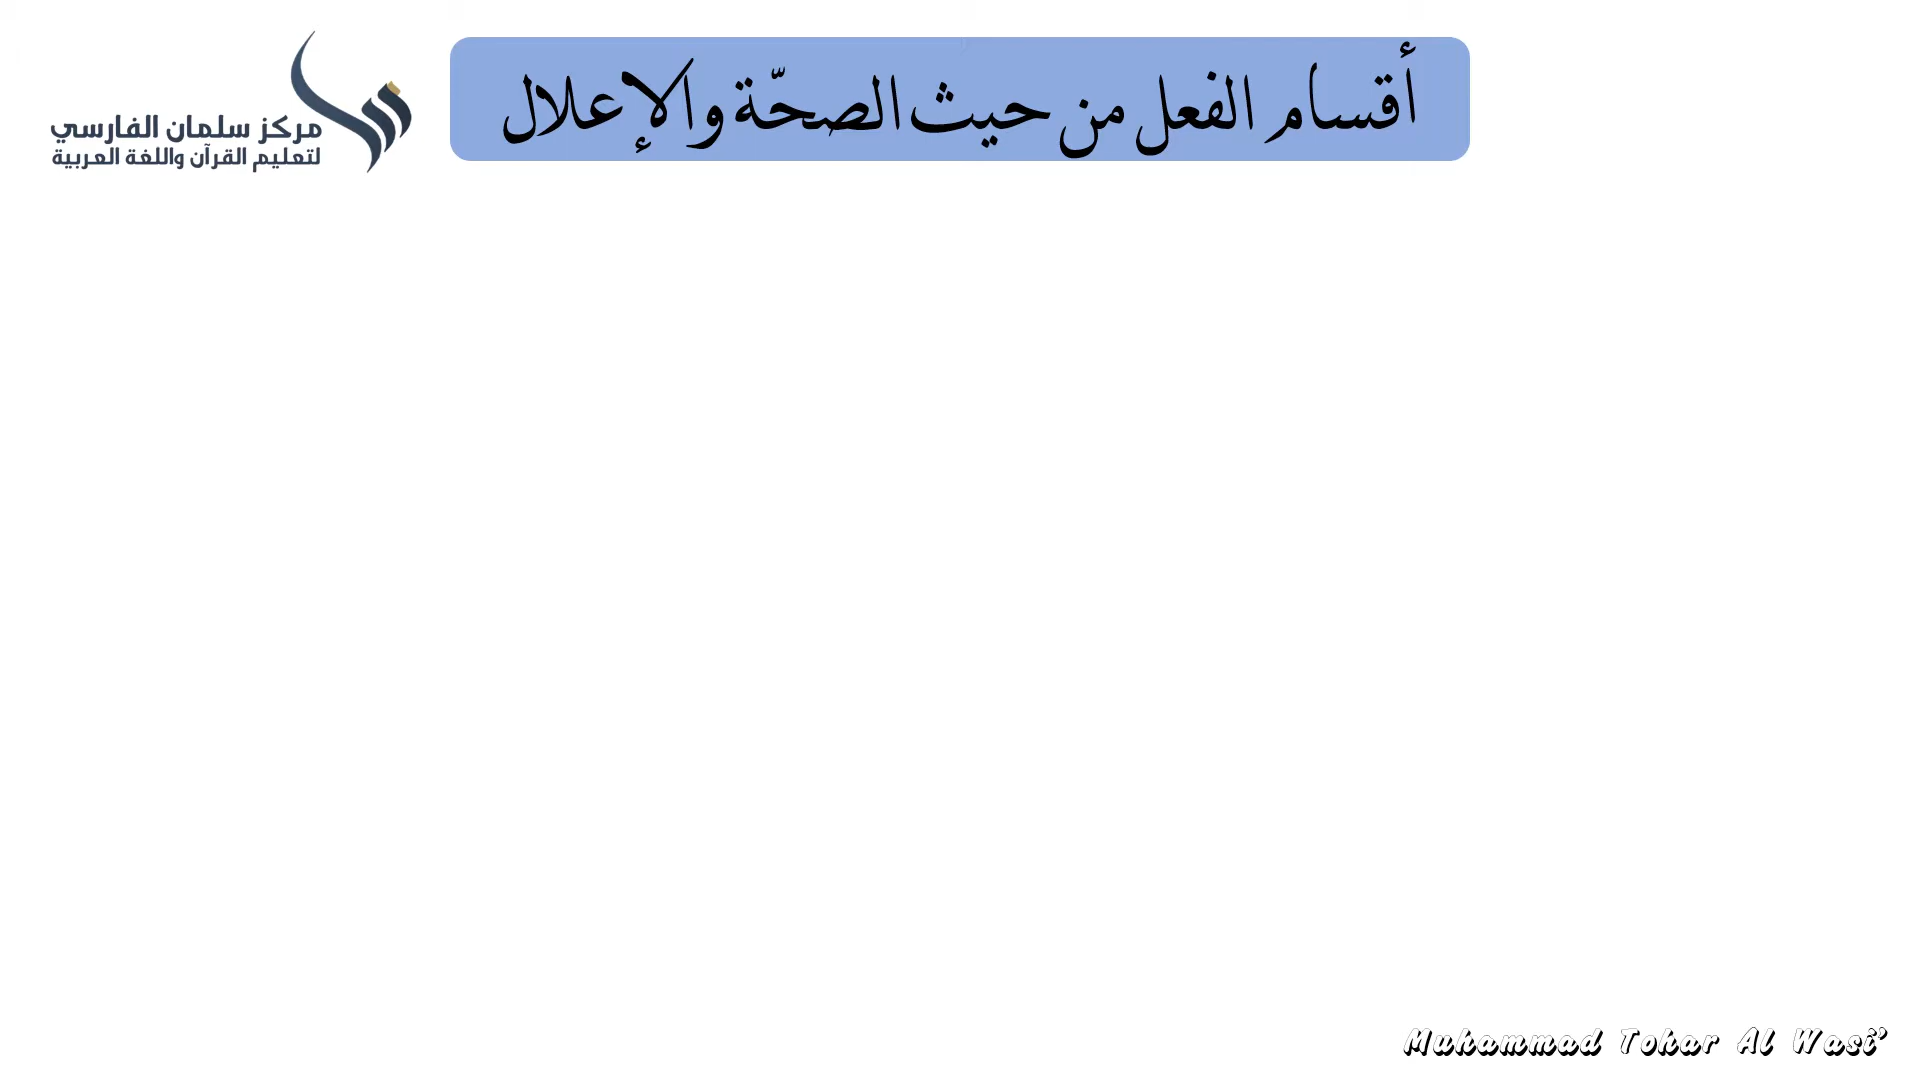 أقسام الفعل من حيث الصحّة والإعلال
مركز سلمان الفارسي
لتعليم القرآن واللغة العربية
Muhammad Tohar Al Wasi'